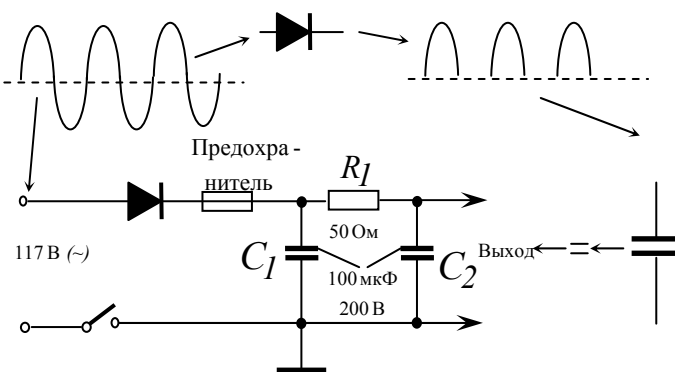 Предохра -
нитель
R1
50 Ом
117 В (~)
C1
100 мкФ
C2
Выход
200 В